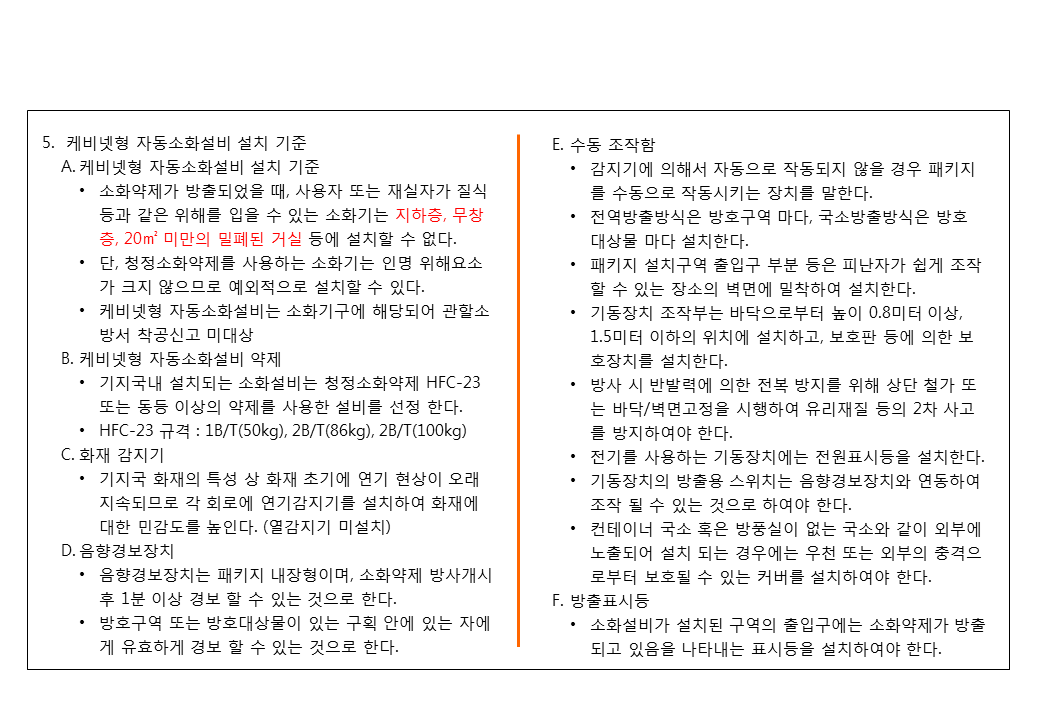 5. 케비넷형 자동소화설비 설치 기준
A. 케비넷형 자동소화설비 설치 기준
• 소화약제가 방출되었을 때, 사용자 또는 재실자가 질식
등과 같은 위해를 입을 수 있는 소화기는 지하층, 무창
층, 20㎡ 미만의 밀폐된 거실 등에 설치할 수 없다.
• 단, 청정소화약제를 사용하는 소화기는 인명 위해요소
가 크지 않으므로 예외적으로 설치할 수 있다.
• 케비넷형 자동소화설비는 소화기구에 해당되어 관할소
방서 착공신고 미대상
B. 케비넷형 자동소화설비 약제
• 기지국내 설치되는 소화설비는 청정소화약제 HFC-23
또는 동등 이상의 약제를 사용한 설비를 선정 한다.
• HFC-23 규격 : 1B/T(50kg), 2B/T(86kg), 2B/T(100kg)
C. 화재 감지기
• 기지국 화재의 특성 상 화재 초기에 연기 현상이 오래
지속되므로 각 회로에 연기감지기를 설치하여 화재에
대한 민감도를 높인다. (열감지기 미설치)
D. 음향경보장치
• 음향경보장치는 패키지 내장형이며, 소화약제 방사개시
후 1분 이상 경보 할 수 있는 것으로 한다.
• 방호구역 또는 방호대상물이 있는 구획 안에 있는 자에
게 유효하게 경보 할 수 있는 것으로 한다.
E. 수동 조작함
• 감지기에 의해서 자동으로 작동되지 않을 경우 패키지
를 수동으로 작동시키는 장치를 말한다.
• 전역방출방식은 방호구역 마다, 국소방출방식은 방호
대상물 마다 설치한다.
• 패키지 설치구역 출입구 부분 등은 피난자가 쉽게 조작
할 수 있는 장소의 벽면에 밀착하여 설치한다.
• 기동장치 조작부는 바닥으로부터 높이 0.8미터 이상,
1.5미터 이하의 위치에 설치하고, 보호판 등에 의한 보
호장치를 설치한다.
• 방사 시 반발력에 의한 전복 방지를 위해 상단 철가 또
는 바닥/벽면고정을 시행하여 유리재질 등의 2차 사고
를 방지하여야 한다.
• 전기를 사용하는 기동장치에는 전원표시등을 설치한다.
• 기동장치의 방출용 스위치는 음향경보장치와 연동하여
조작 될 수 있는 것으로 하여야 한다.
• 컨테이너 국소 혹은 방풍실이 없는 국소와 같이 외부에
노출되어 설치 되는 경우에는 우천 또는 외부의 충격으
로부터 보호될 수 있는 커버를 설치하여야 한다.
F. 방출표시등
• 소화설비가 설치된 구역의 출입구에는 소화약제가 방출
되고 있음을 나타내는 표시등을 설치하여야 한다.